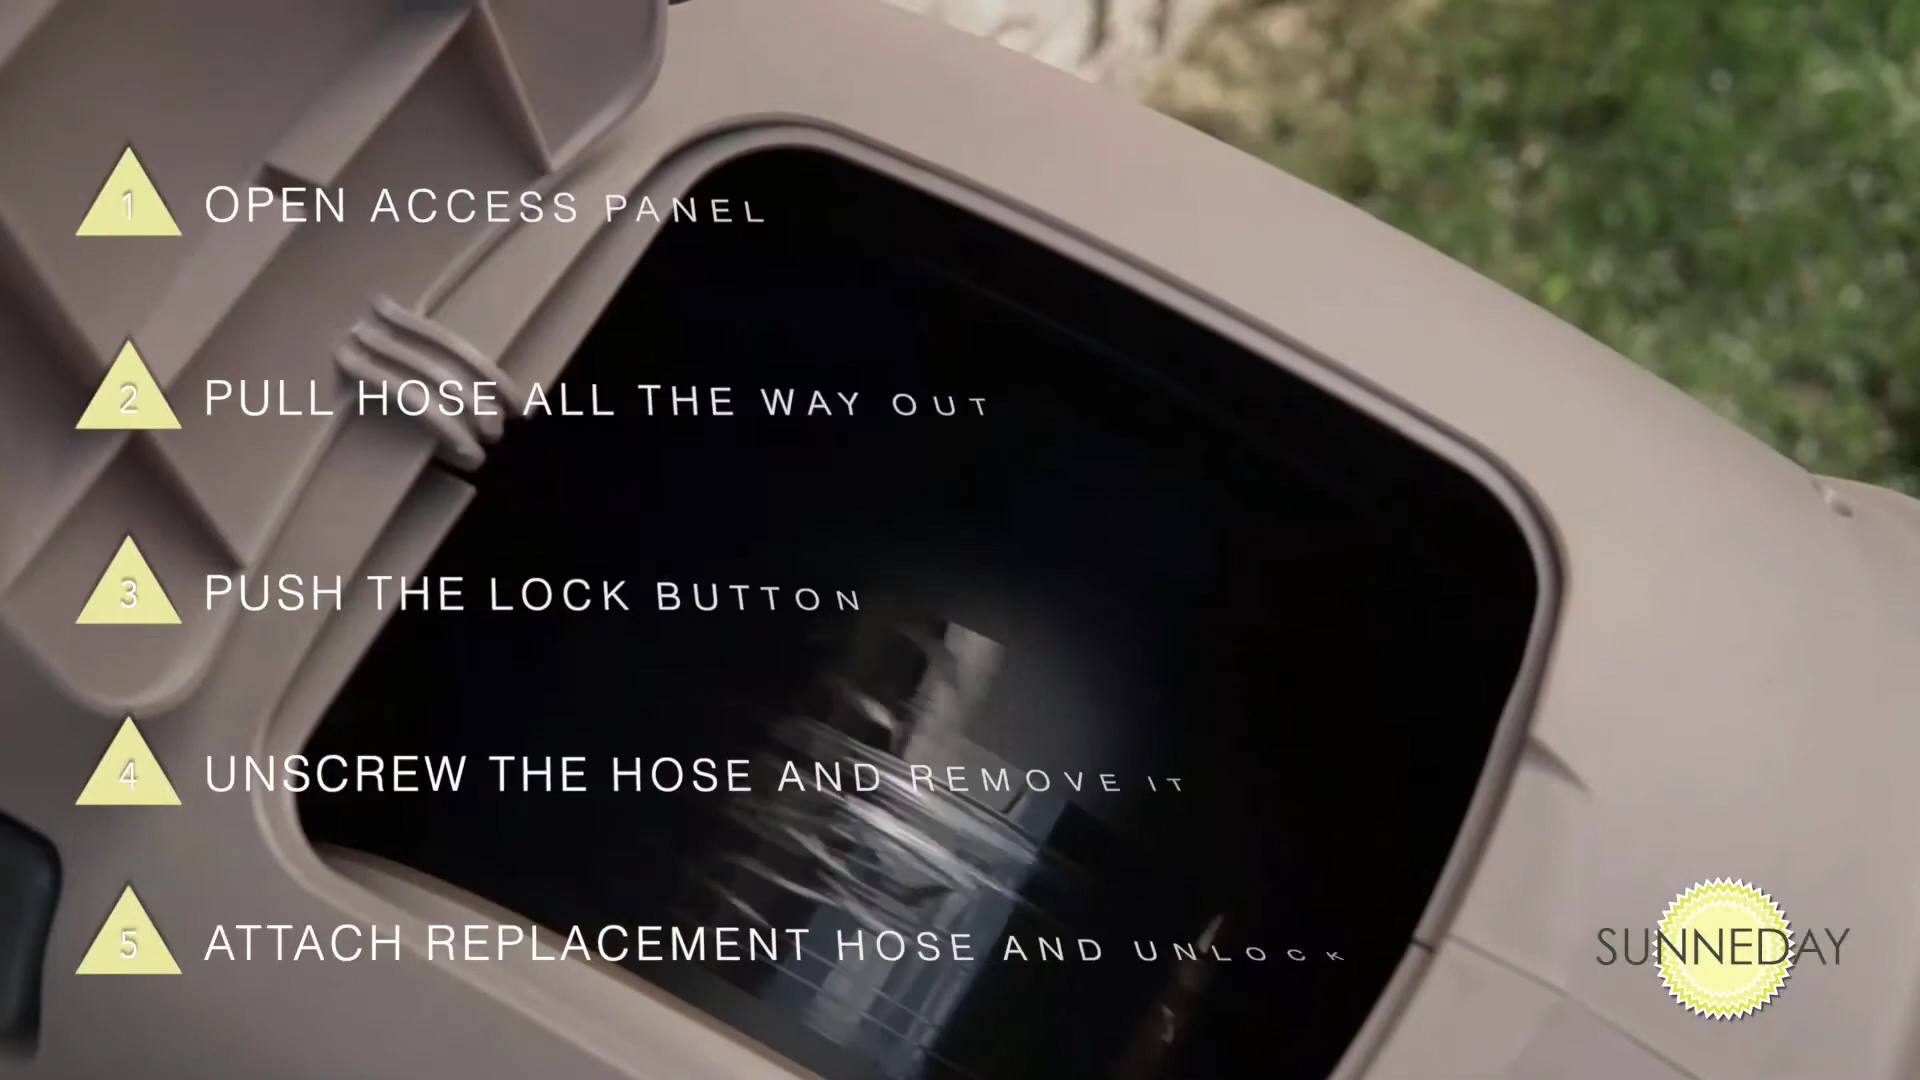 1 OPEN ACCESS PANEL
2 PULL HOSE ALL THE WAY OUT
3 PUSH THE LOCK BUTTON
4 UNSCREW THE HOSE AND REMOVE IT
5 ATTACH REPLACEMENT HOSE AND UNLOCK
SUNNEDAY